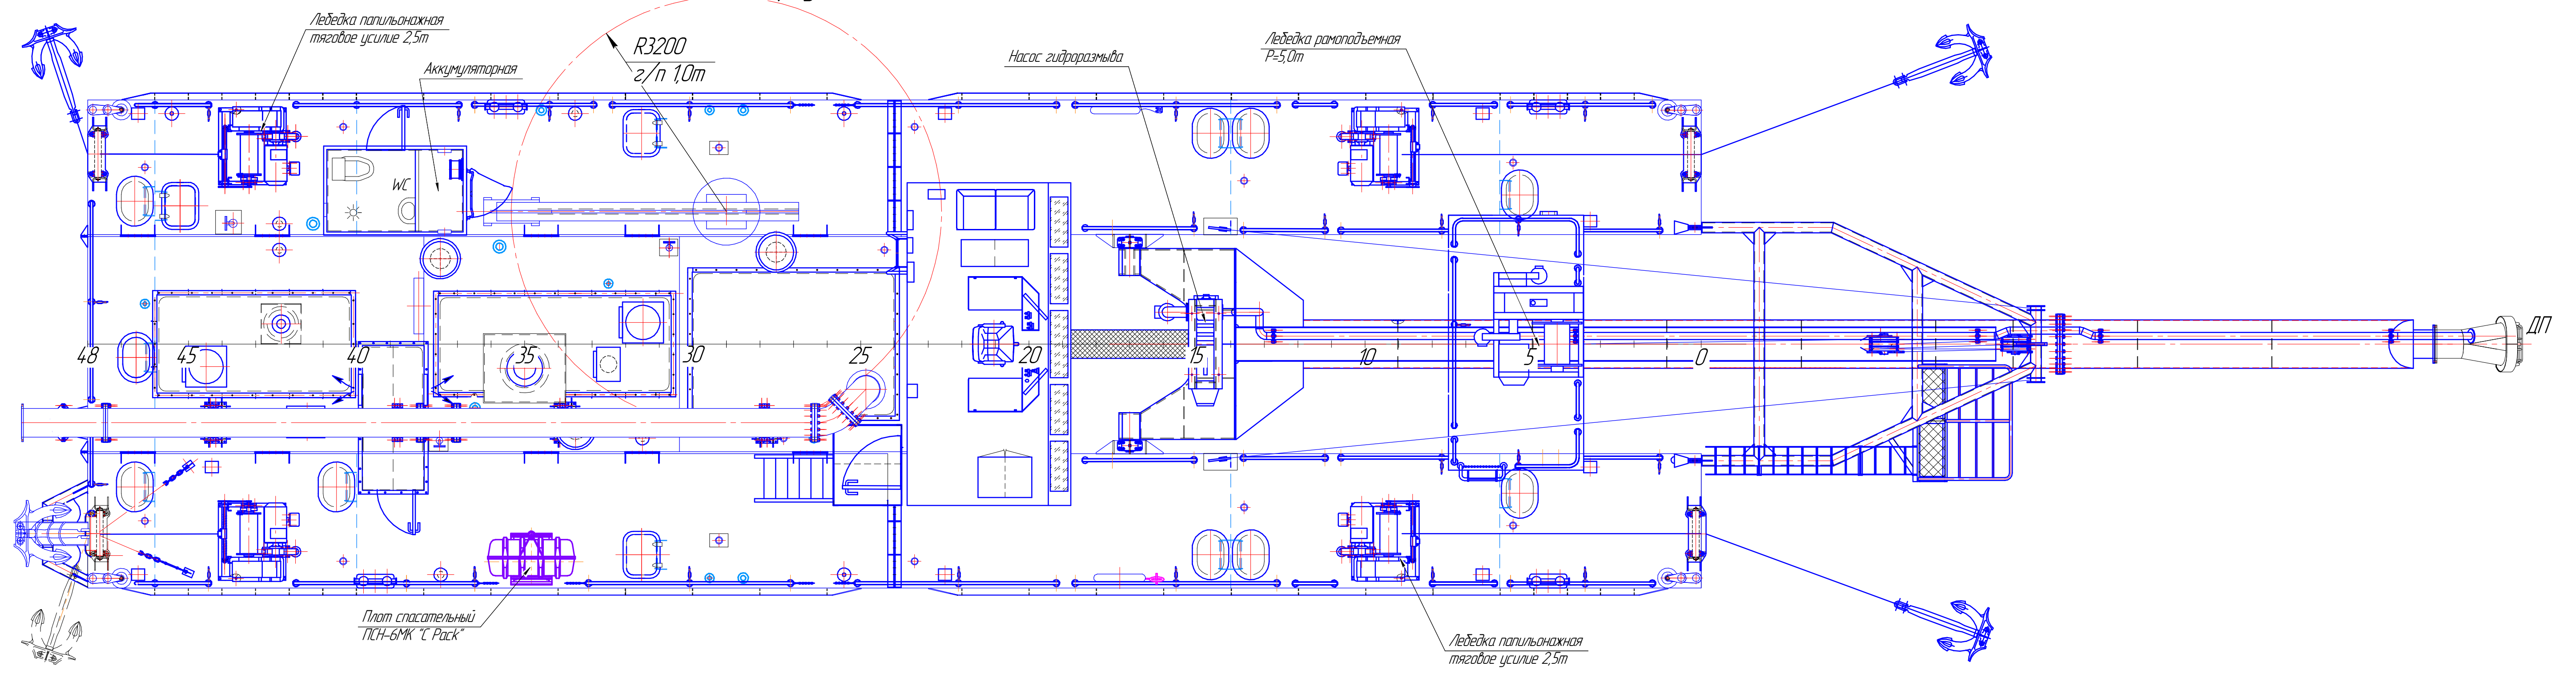 Лебедка папильонажная
тяговое усилие 2,5т
Аккумуляторная
R3200
г/п 1,0т
Насос гидроразмыва
Лебедка рамоподъемная
Р=5,0т
WC
48 45 40 35 30 25 20 15 10 5 0 ДП
Плот спасательный
ПСН-6МК "С Pack"
Лебедка папильонажная
тяговое усилие 2,5т